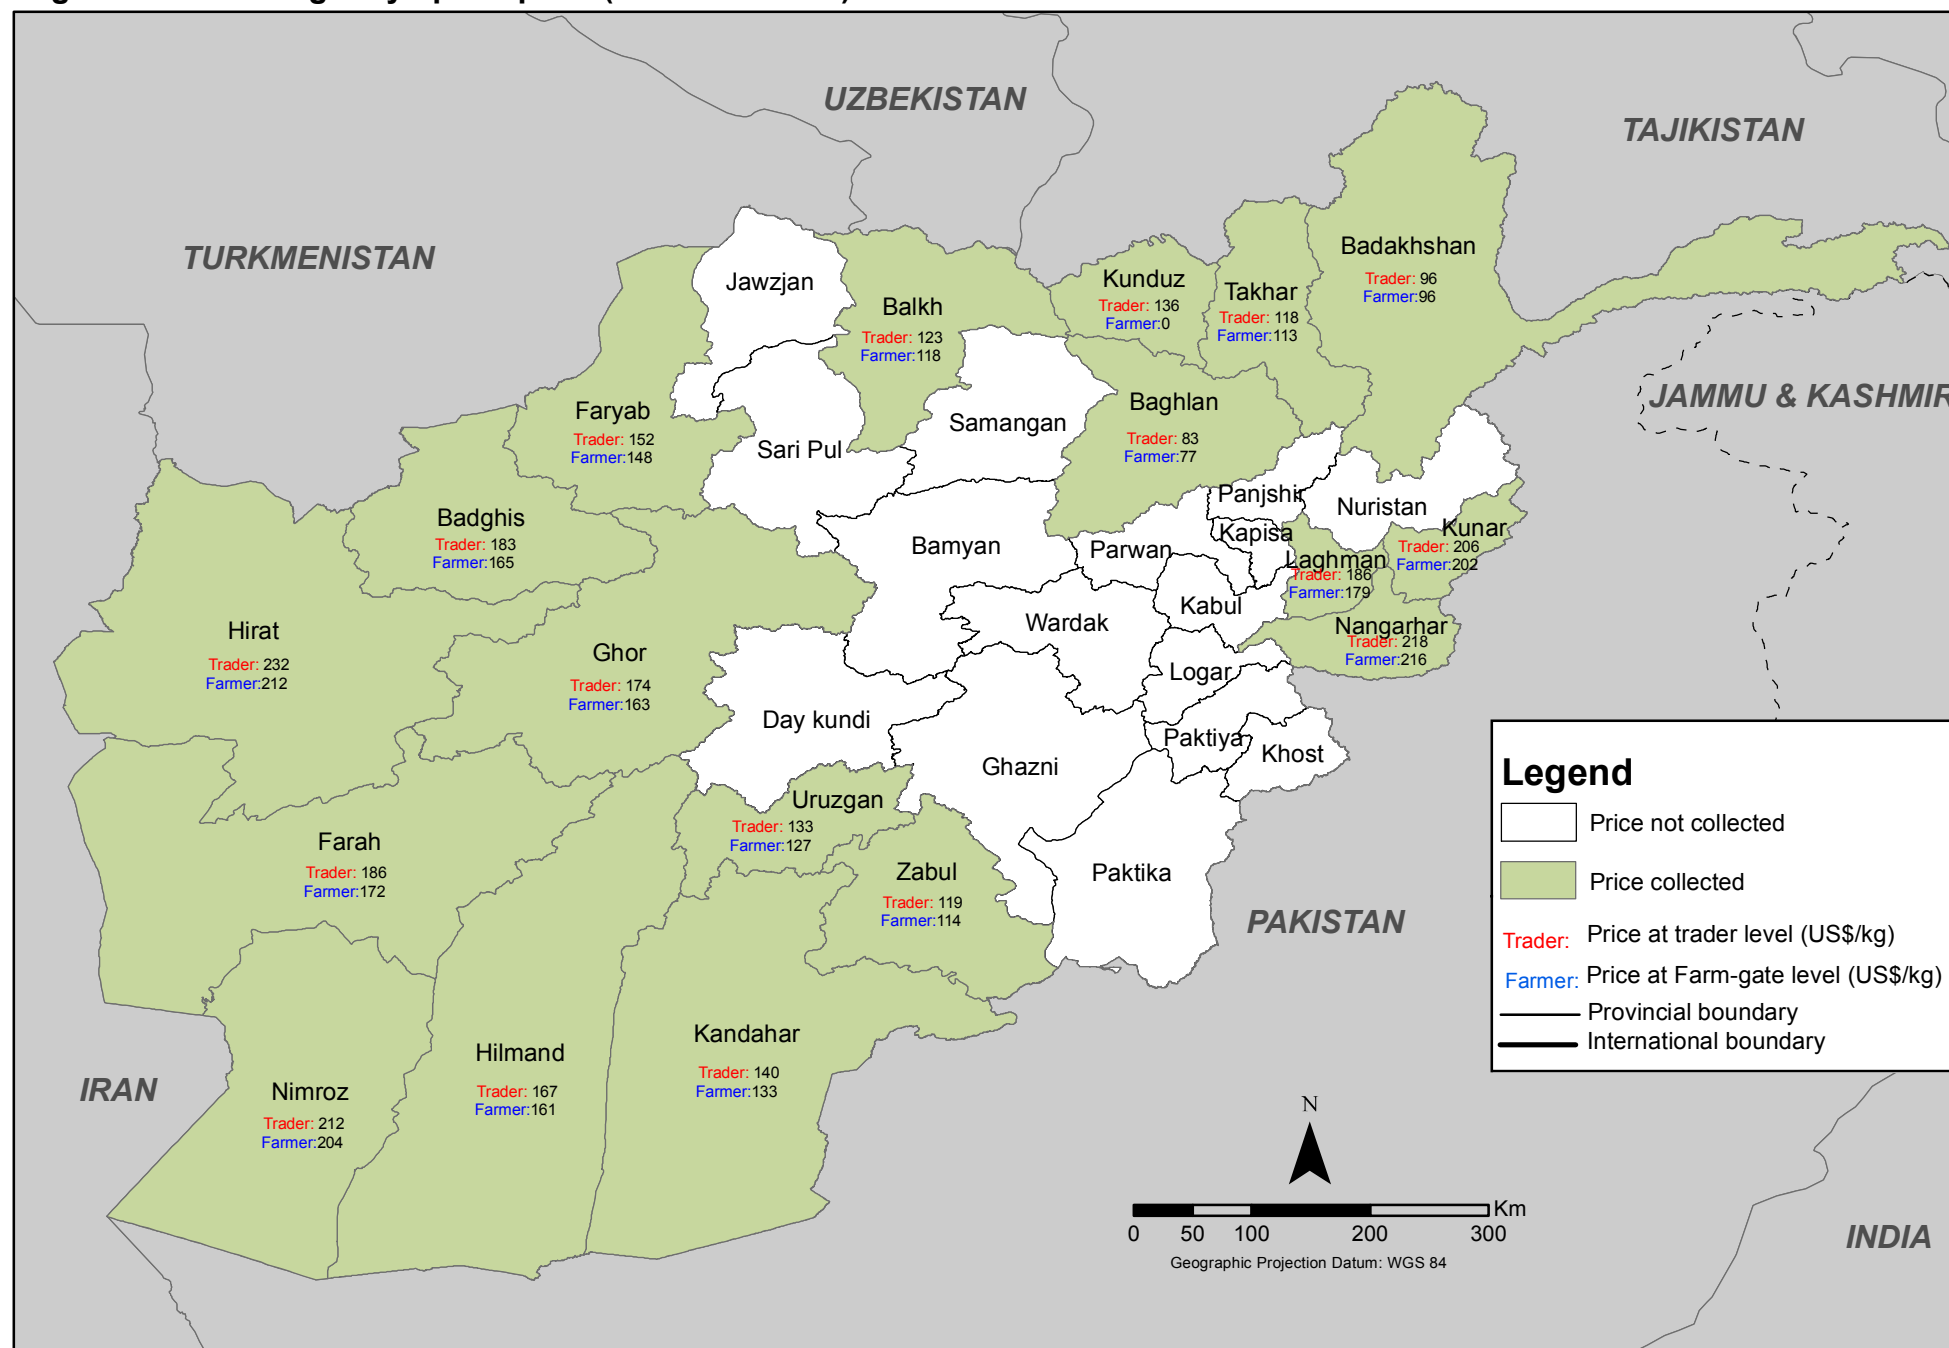 UZBEKISTAN
TAJIKISTAN
TURKMENISTAN
JAMMU & KASHMIR
Badakhshan
Trader: 96
Farmer:96
Jawzjan
Kunduz
Trader: 136
Farmer:0
Takhar
Trader: 118
Farmer:113
Balkh
Trader: 123
Farmer:118
Faryab
Trader: 152
Farmer:148
Sari Pul
Samangan
Baghlan
Trader: 83
Farmer:77
Badghis
Trader: 183
Farmer:165
Bamyan
Panjshir
Nuristan
Kapisa
Parwan
Kunar
Trader: 206
Farmer:202
Laghman
Trader: 186
Farmer:179
Hirat
Trader: 232
Farmer:212
Ghor
Trader: 174
Farmer:163
Wardak
Kabul
Nangarhar
Trader: 218
Farmer:216
Logar
Day kundi
Ghazni
Paktiya
Khost
Uruzgan
Trader: 133
Farmer:127
Farah
Trader: 186
Farmer:172
Zabul
Trader: 119
Farmer:114
Paktika
PAKISTAN
Kandahar
Trader: 140
Farmer:133
Hilmand
Trader: 167
Farmer:161
Nimroz
Trader: 212
Farmer:204
IRAN
INDIA
Legend
Price not collected
Price collected
Trader: Price at trader level (US$/kg)
Farmer: Price at Farm-gate level (US$/kg)
Provincial boundary
International boundary
N
Km
0 50 100 200 300
Geographic Projection Datum: WGS 84